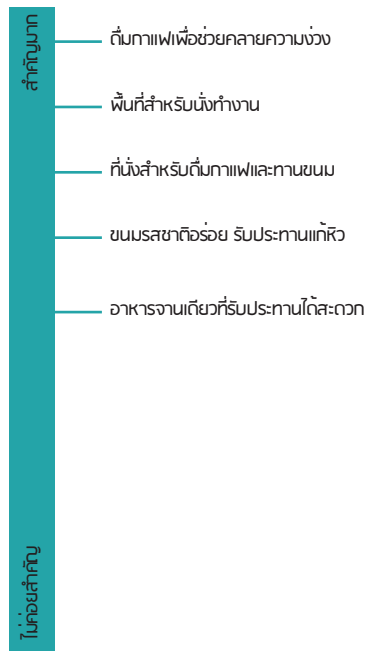 สำคัญมาก
ดื่มกาแฟเพื่อช่วยคลายความง่วง
พื้นที่สำหรับนั่งทำงาน
ที่นั่งสำหรับดื่มกาแฟและทานขนม
ขนมรสชาติอร่อย รับประทานแก้หิว
อาหารจานเดียวที่รับประทานได้สะดวก
ไม่ค่อยสำคัญ